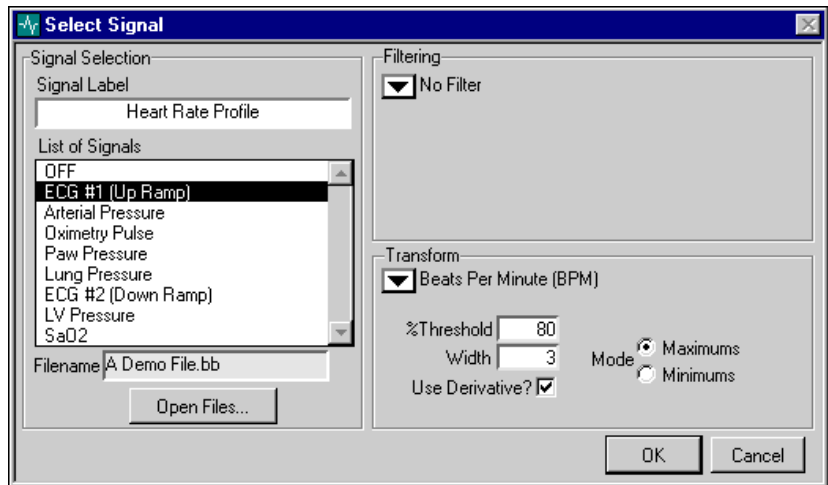 Select Signal
Signal Selection
Signal Label
Heart Rate Profile
List of Signals
OFF
ECG #1 (Up Ramp)
Arterial Pressure
Oximetry Pulse
Paw Pressure
Lung Pressure
ECG #2 (Down Ramp)
LV Pressure
SaO2
Filename A Demo File.bb
Open Files...
Filtering
No Filter
Transform
Beats Per Minute (BPM)
%Threshold 80
Width 3
Use Derivative?
Mode
Maximums
Minimums
OK
Cancel